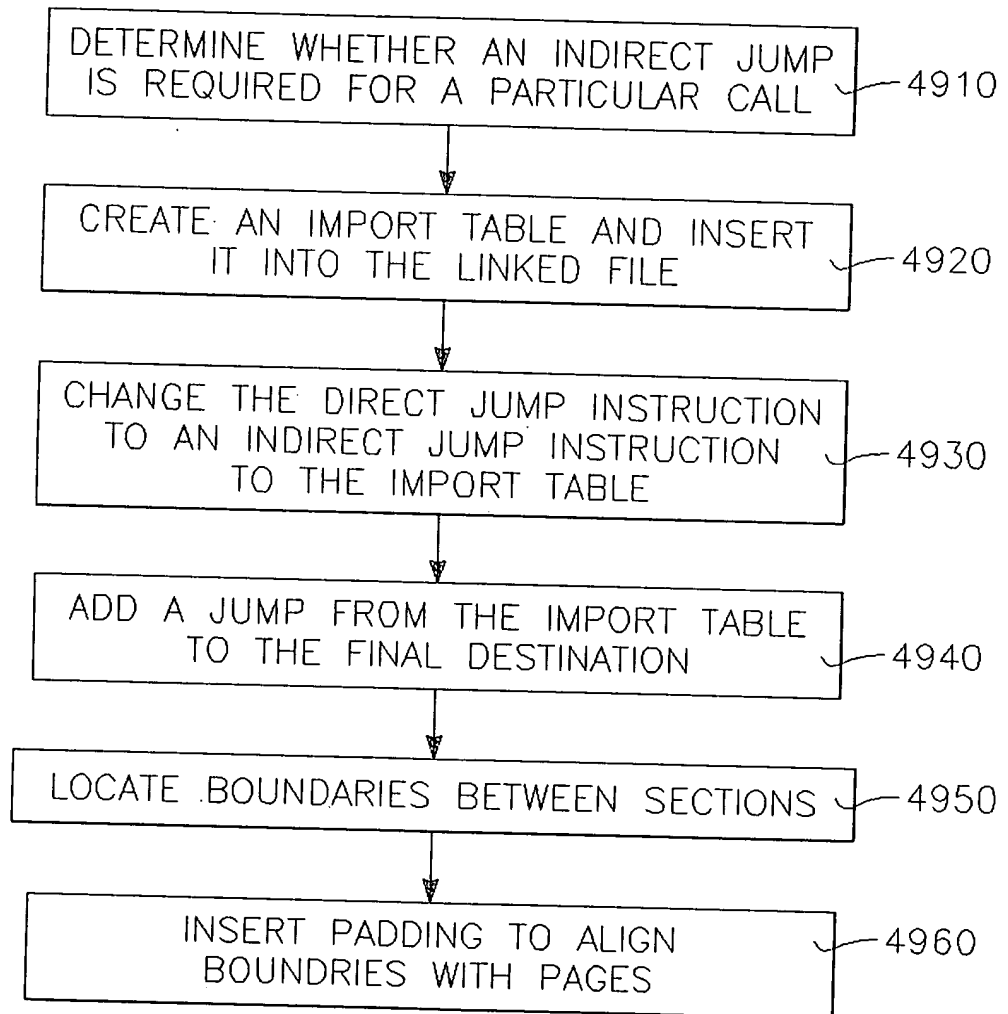 DETERMINE WHETHER AN INDIRECT JUMP
IS REQUIRED FOR A PARTICULAR CALL
4910
CREATE AN IMPORT TABLE AND INSERT
IT INTO THE LINKED FILE
4920
CHANGE THE DIRECT JUMP INSTRUCTION
TO AN INDIRECT JUMP INSTRUCTION
TO THE IMPORT TABLE
4930
ADD A JUMP FROM THE IMPORT TABLE
TO THE FINAL DESTINATION
4940
LOCATE BOUNDARIES BETWEEN SECTIONS
4950
INSERT PADDING TO ALIGN
BOUNDRIES WITH PAGES
4960